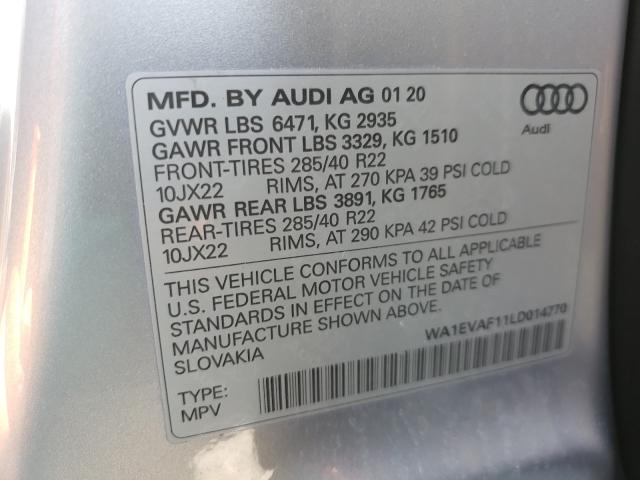 MFD. BY AUDI AG 01 20
Audi
GVWR LBS 6471, KG 2935
GAWR FRONT LBS 3329, KG 1510
FRONT-TIRES 285/40 R22
10JX22 RIMS, AT 270 KPA 39 PSI COLD
GAWR REAR LBS 3891, KG 1765
REAR-TIRES 285/40 R22
10JX22 RIMS, AT 290 KPA 42 PSI COLD
THIS VEHICLE CONFORMS TO ALL APPLICABLE
U.S. FEDERAL MOTOR VEHICLE SAFETY
STANDARDS IN EFFECT ON THE DATE OF
MANUFACTURE SHOWN ABOVE.
SLOVAKIA
WA1EVAF11LD014770
TYPE:
MPV